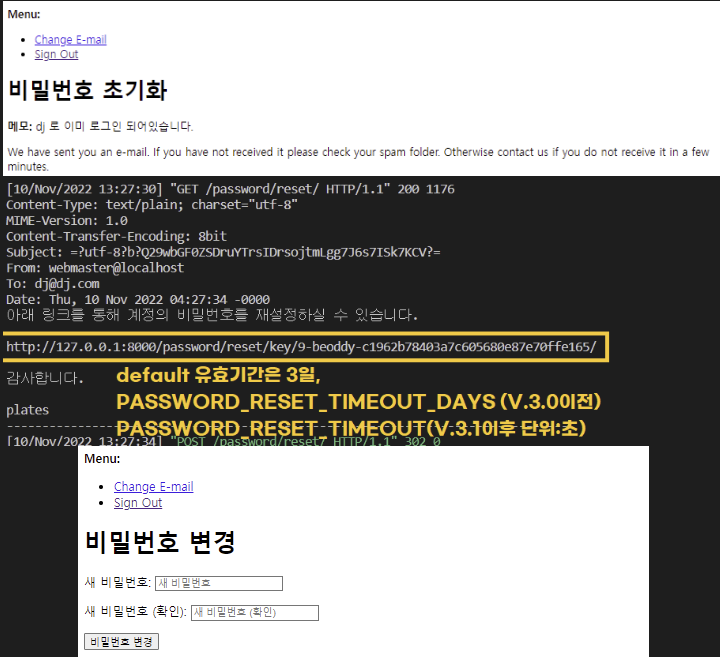 Menu:
Change E-mail
Sign Out
비밀번호 초기화
메모: dj 로 이미 로그인 되어있습니다.
We have sent you an e-mail. If you have not received it please check your spam folder. Otherwise contact us if you do not receive it in a few
minutes.
[10/Nov/2022 13:27:30] "GET /password/reset/ HTTP/1.1" 200 1176
Content-Type: text/plain; charset="utf-8"
MIME-Version: 1.0
Content-Transfer-Encoding: 8bit
Subject: =?utf-8?b?Q29wbGF0ZSDruYTrsIDrsojtmLgg7J6s7ISk7KCV?=
From: webmaster@localhost
To: dj@dj.com
Date: Thu, 10 Nov 2022 04:27:34 -0000
아래 링크를 통해 계정의 비밀번호를 재설정하실 수 있습니다.
http://127.0.0.1:8000/password/reset/key/9-beoddy-c1962b78403a7c605680e87e70ffe165/
감사합니다.
default 유효기간은 3일,
PASSWORD_RESET_TIMEOUT_DAYS (V.3.0이전)
plates
PASSWORD_RESET_TIMEOUT(V.3.1이후 단위:초)
[10/Nov/2022 13:27:34] "POST /password/reset/ HTTP/1.1" 302 0
Menu:
Change E-mail
Sign Out
비밀번호 변경
새 비밀번호: 새 비밀번호
새 비밀번호 (확인): 새 비밀번호 (확인)
비밀번호 변경